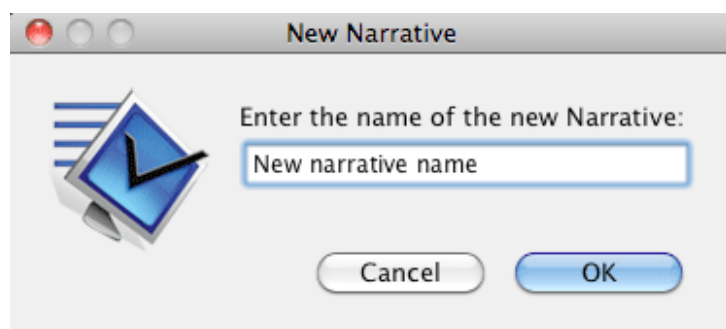 New Narrative
Enter the name of the new Narrative:
New narrative name
Cancel OK